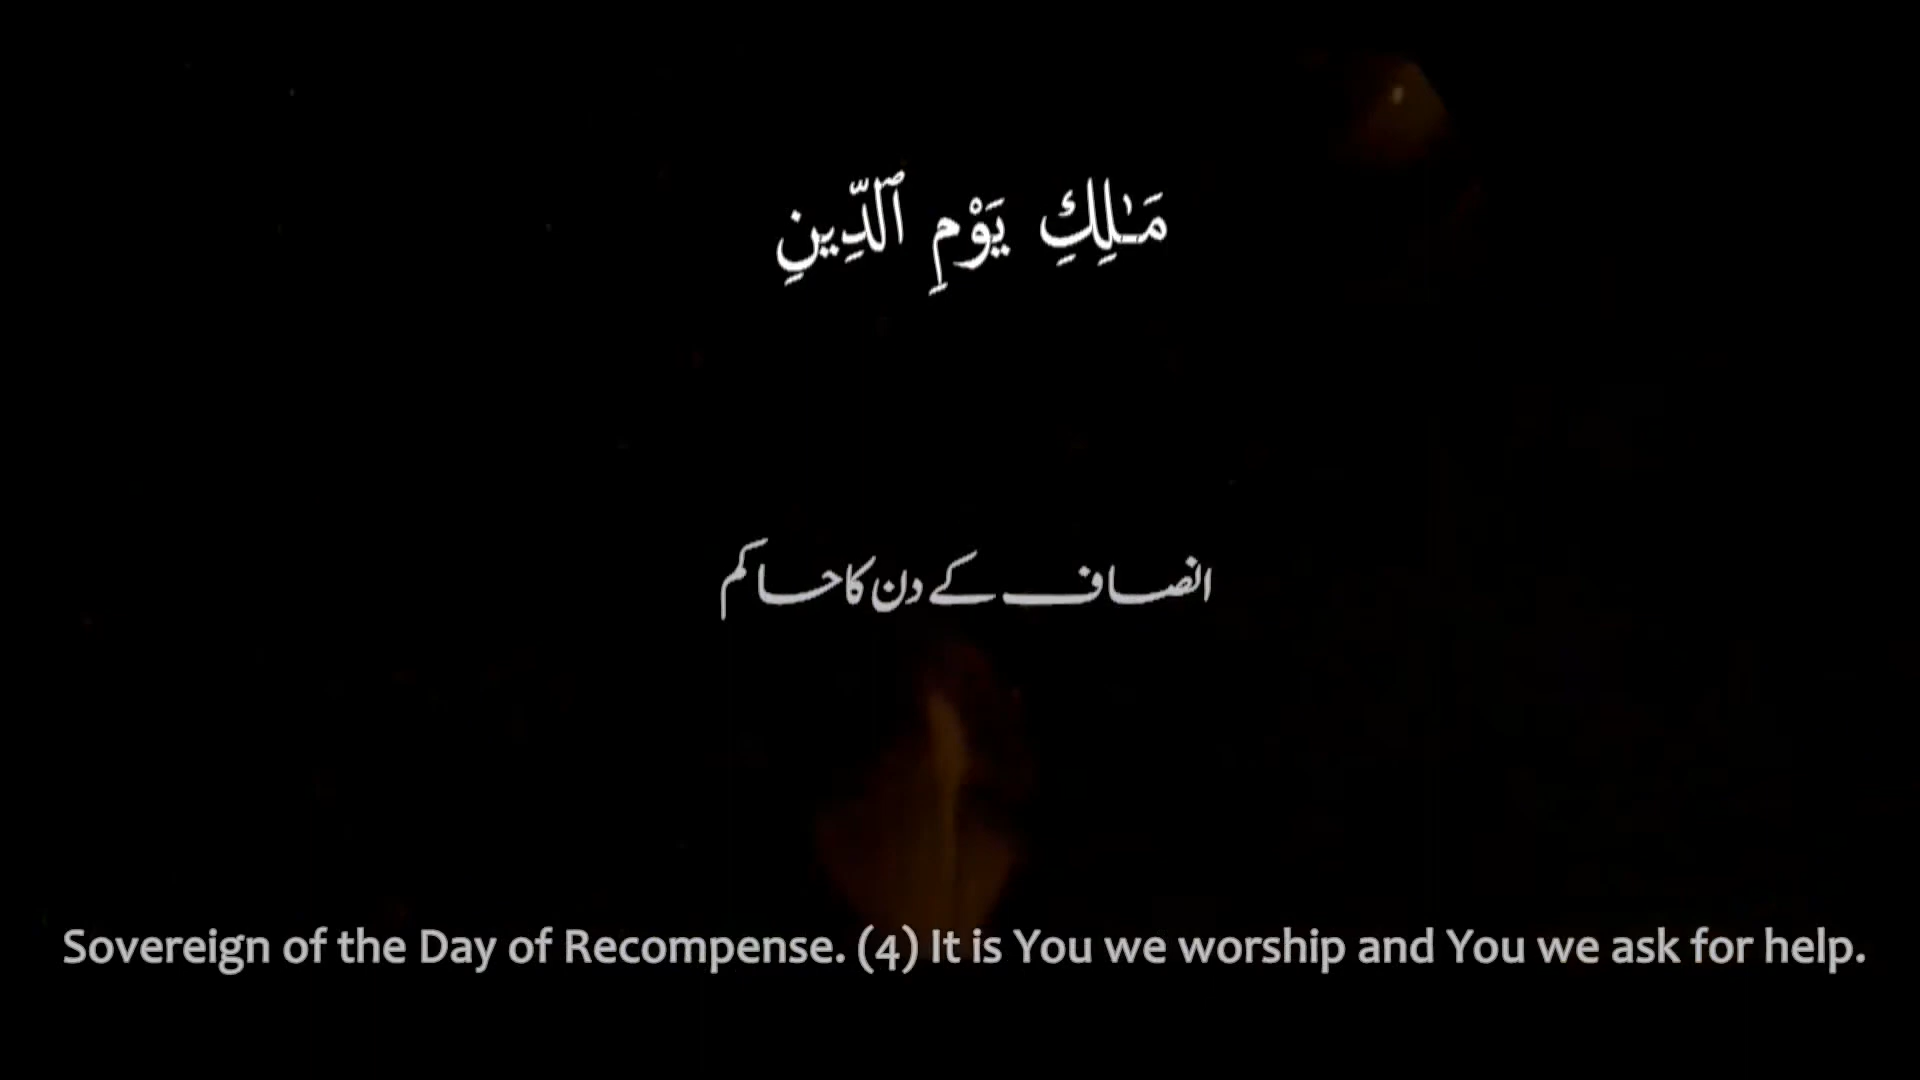 مَـٰلِكِ يَوْمِ ٱلدِّينِ
انصاف کے دن کا حاکم
Sovereign of the Day of Recompense. (4) It is You we worship and You we ask for help.